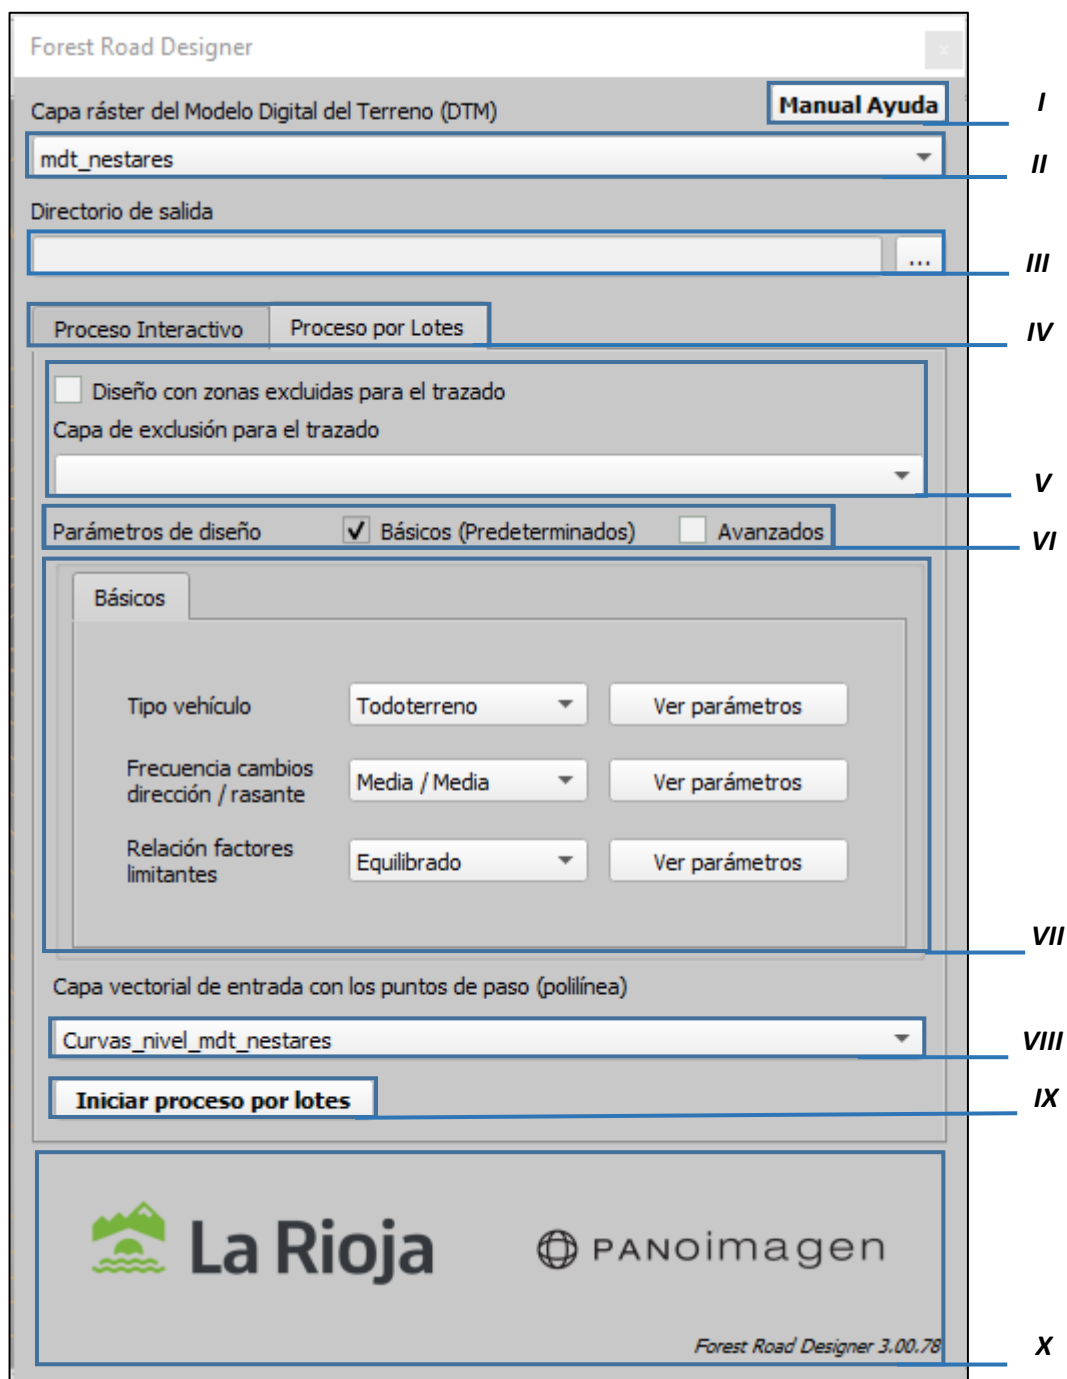 Forest Road Designer
x
Capa ráster del Modelo Digital del Terreno (DTM)
Manual Ayuda
I
mdt_nestares
II
Directorio de salida
...
III
Proceso Interactivo
Proceso por Lotes
IV
Diseño con zonas excluidas para el trazado
Capa de exclusión para el trazado
V
Parámetros de diseño
Básicos (Predeterminados)
Avanzados
VI
Básicos
Tipo vehículo
Todoterreno
Ver parámetros
Frecuencia cambios
dirección / rasante
Media / Media
Ver parámetros
Relación factores
limitantes
Equilibrado
Ver parámetros
VII
Capa vectorial de entrada con los puntos de paso (polilínea)
Curvas_nivel_mdt_nestares
VIII
Iniciar proceso por lotes
IX
La Rioja
PANOimagen
Forest Road Designer 3.00.78
X